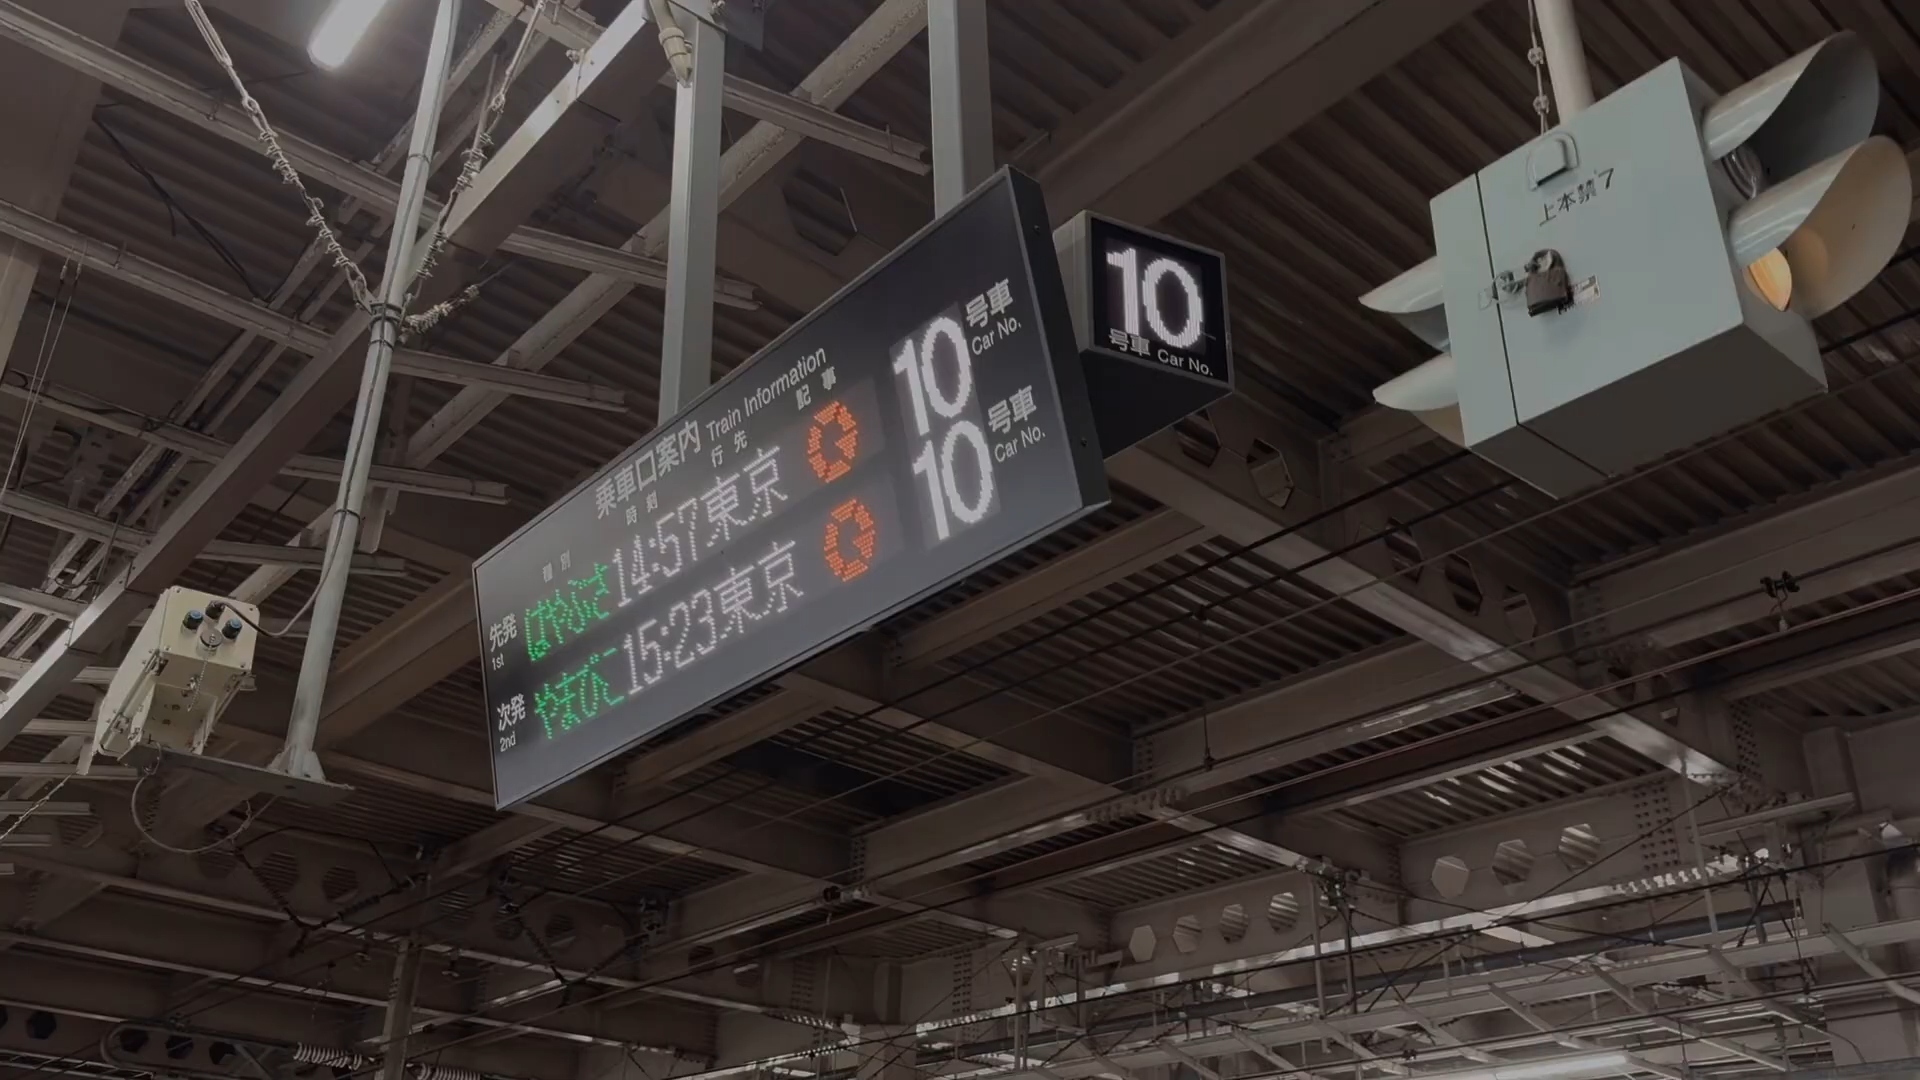 乗車口案内 Train Information
種別 時刻 行先 記事
先発 1st はやぶさ 14:57 東京 G 10 号車 Car No.
次発 2nd やまびこ 15:23 東京 G 10 号車 Car No.
10
号車 Car No.
上本禁7